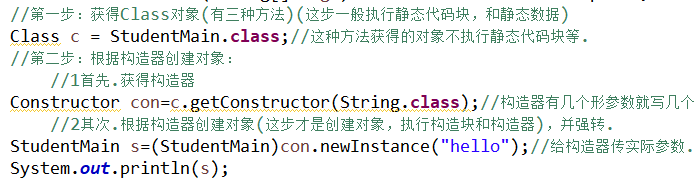 //第一步：获得Class对象(有三种方法)(这步一般执行静态代码块，和静态数据)
Class c = StudentMain.class;//这种方法获得的对象不执行静态代码块等.
//第二步：根据构造器创建对象：
//1首先.获得构造器
Constructor con=c.getConstructor(String.class);//构造器有几个形参数就写几个
//2其次.根据构造器创建对象(这步才是创建对象，执行构造块和构造器)，并强转.
StudentMain s=(StudentMain)con.newInstance("hello");//给构造器传实际参数.
System.out.println(s);